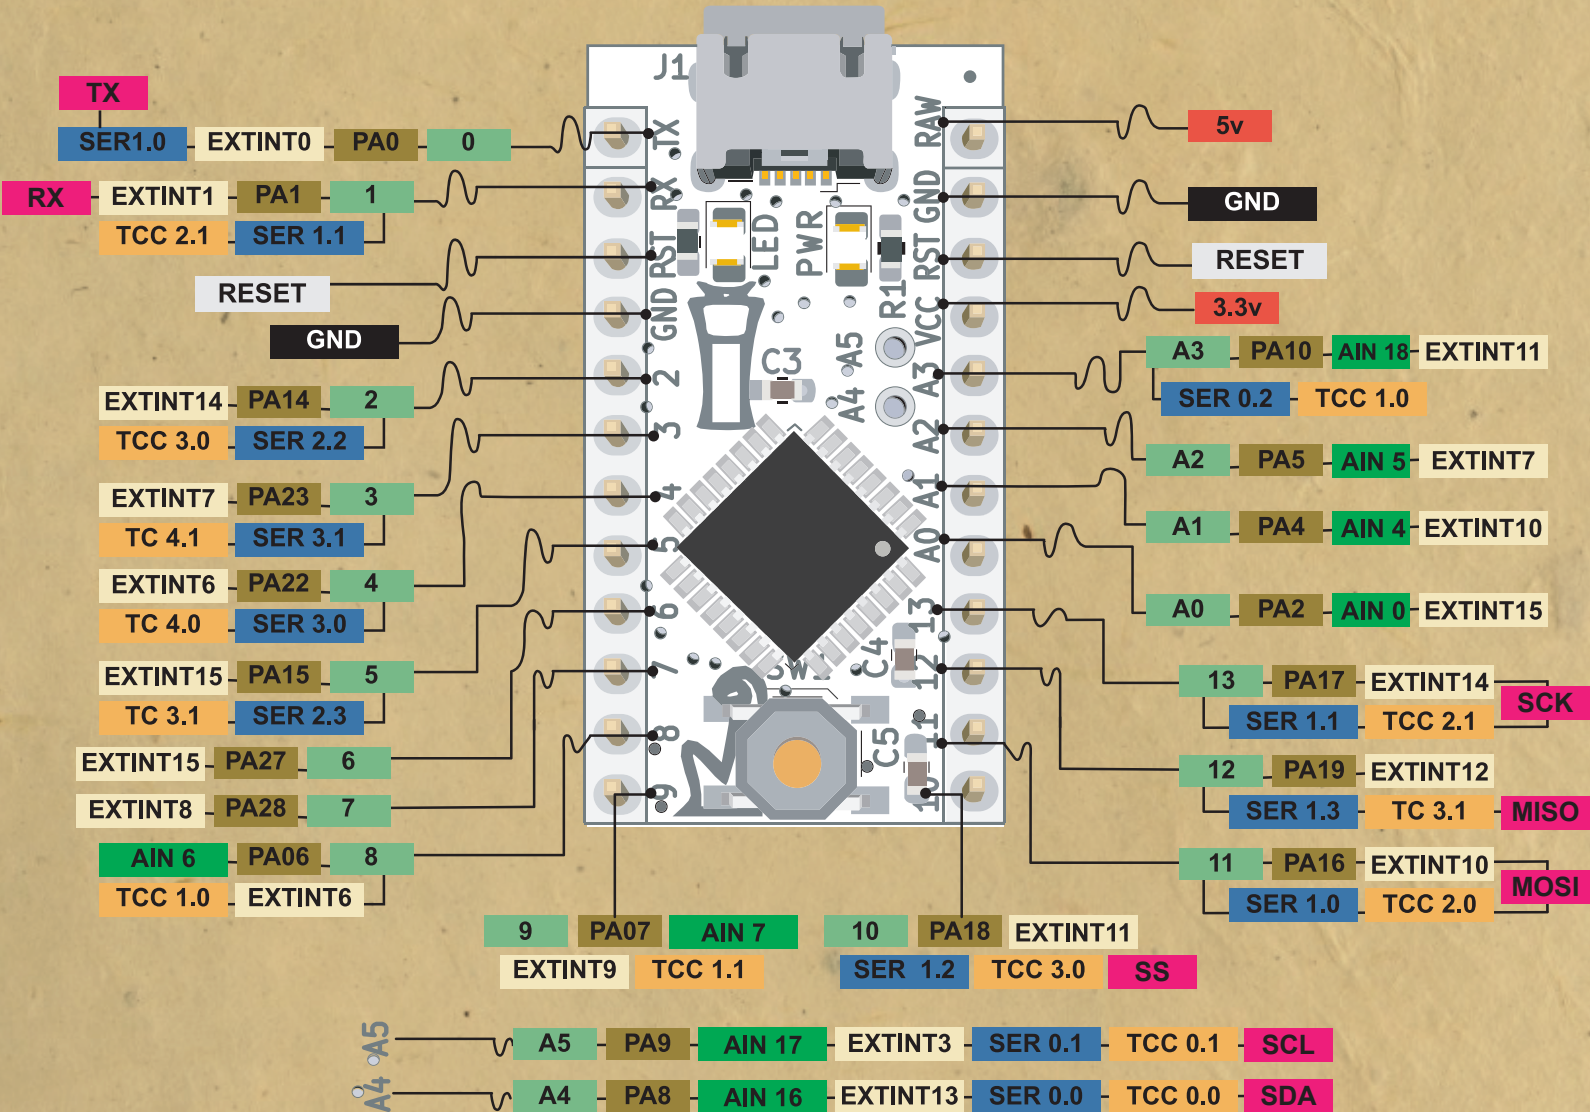 TX
SER1.0 EXTINT0 PA0 0
RX EXTINT1 PA1 1
TCC 2.1 SER 1.1
RESET
GND
EXTINT14 PA14 2
TCC 3.0 SER 2.2
EXTINT7 PA23 3
TC 4.1 SER 3.1
EXTINT6 PA22 4
TC 4.0 SER 3.0
EXTINT15 PA15 5
TC 3.1 SER 2.3
EXTINT15 PA27 6
EXTINT8 PA28 7
AIN 6 PA06 8
TCC 1.0 EXTINT6
J1
TX
RX
RST
GND
2
3
4
5
6
7
8
9
LED
PWR
R1
C3
A5
A4
C4
SW1
C5
RAW
GND
RST
VCC
A3
A2
A1
A0
13
12
11
10
5v
GND
RESET
3.3v
A3 PA10 AIN 18 EXTINT11
SER 0.2 TCC 1.0
A2 PA5 AIN 5 EXTINT7
A1 PA4 AIN 4 EXTINT10
A0 PA2 AIN 0 EXTINT15
13 PA17 EXTINT14
SCK
SER 1.1 TCC 2.1
12 PA19 EXTINT12
SER 1.3 TC 3.1 MISO
11 PA16 EXTINT10
MOSI
SER 1.0 TCC 2.0
9 PA07 AIN 7
EXTINT9 TCC 1.1
10 PA18 EXTINT11
SER 1.2 TCC 3.0 SS
A5 A5 PA9 AIN 17 EXTINT3 SER 0.1 TCC 0.1 SCL
A4 A4 PA8 AIN 16 EXTINT13 SER 0.0 TCC 0.0 SDA